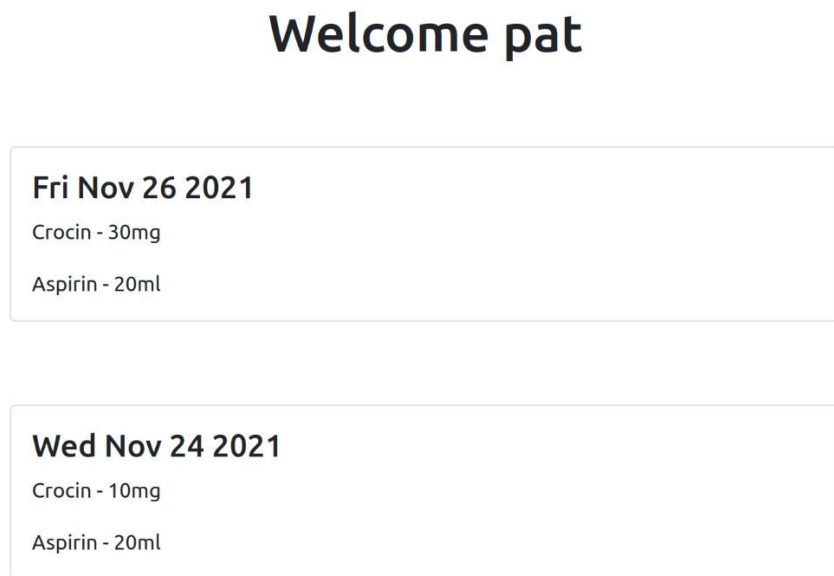 Welcome pat
Fri Nov 26 2021
Crocin - 30mg
Aspirin - 20ml
Wed Nov 24 2021
Crocin - 10mg
Aspirin - 20ml